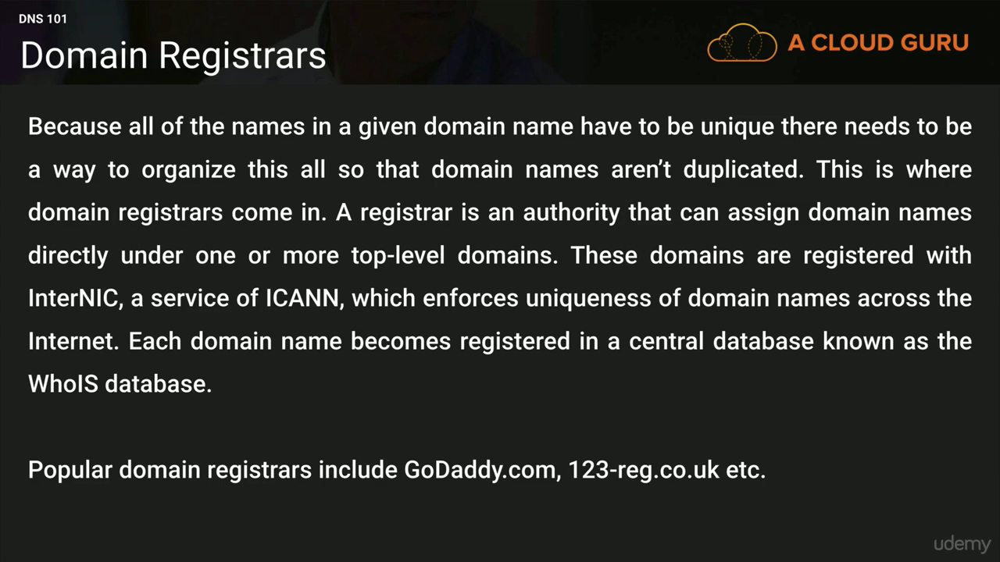 DNS 101
Domain Registrars
A CLOUD GURU
Because all of the names in a given domain name have to be unique there needs to be
a way to organize this all so that domain names aren’t duplicated. This is where
domain registrars come in. A registrar is an authority that can assign domain names
directly under one or more top-level domains. These domains are registered with
InterNIC, a service of ICANN, which enforces uniqueness of domain names across the
Internet. Each domain name becomes registered in a central database known as the
WhoIS database.
Popular domain registrars include GoDaddy.com, 123-reg.co.uk etc.
udemy